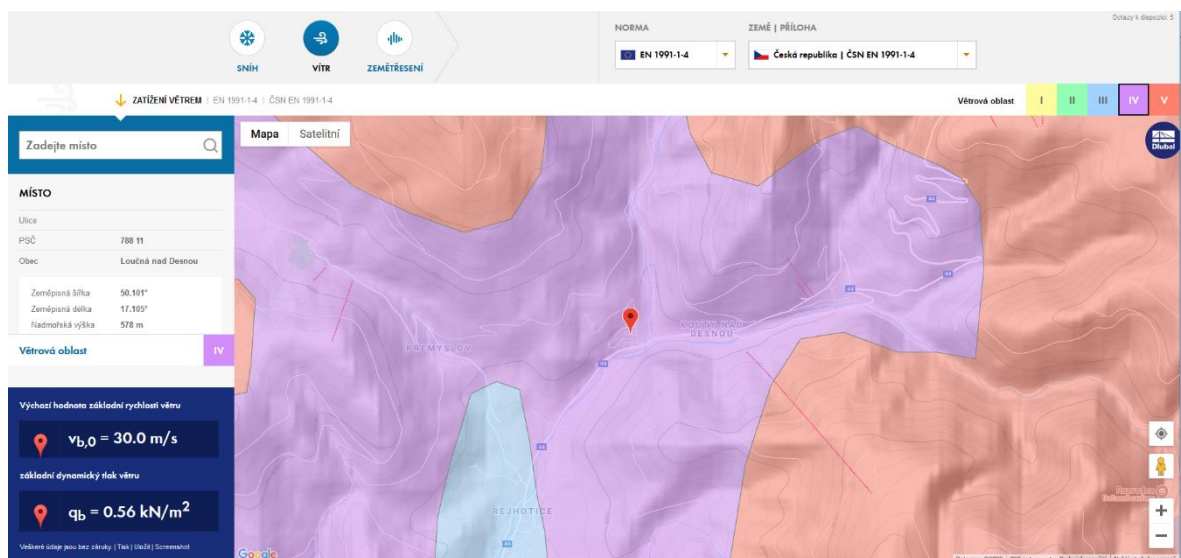 Dotazy k dispozici: 5
NORMA
ZEMĚ | PŘÍLOHA
EN 1991-1-4
Česká republika | ČSN EN 1991-1-4
SNÍH
VÍTR
ZEMĚTŘESENÍ
ZATÍŽENÍ VĚTREM | EN 1991-1-4 | ČSN EN 1991-1-4
Větrová oblast
I
II
III
IV
V
Zadejte místo
Mapa
Satelitní
Dlubal
MÍSTO
Ulice
PSČ 788 11
Obec Loučná nad Desnou
Zeměpisná šířka 50.101°
Zeměpisná délka 17.105°
Nadmořská výška 578 m
Větrová oblast IV
Výchozí hodnota základní rychlosti větru
vb,0 = 30.0 m/s
základní dynamický tlak větru
qb = 0.56 kN/m²
Veškeré údaje jsou bez záruky. | Tisk | Uložit | Screenshot
44
44
KOUTY NAD
DESNOU
PŘEMYSLOV
44
44
REJHOTICE
44
Google